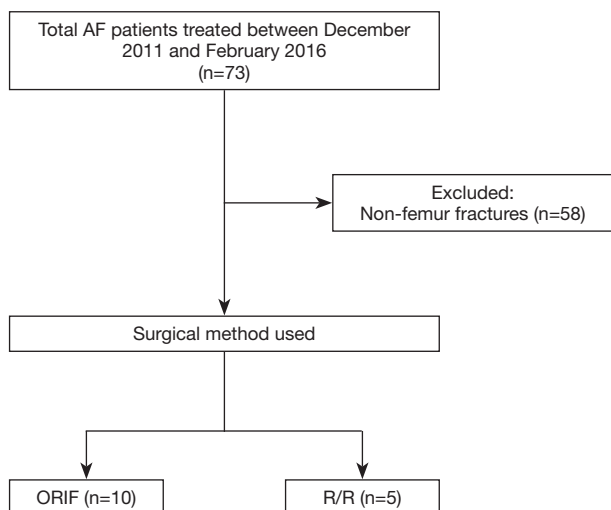 Total AF patients treated between December
2011 and February 2016
(n=73)
Excluded:
Non-femur fractures (n=58)
Surgical method used
ORIF (n=10)
R/R (n=5)